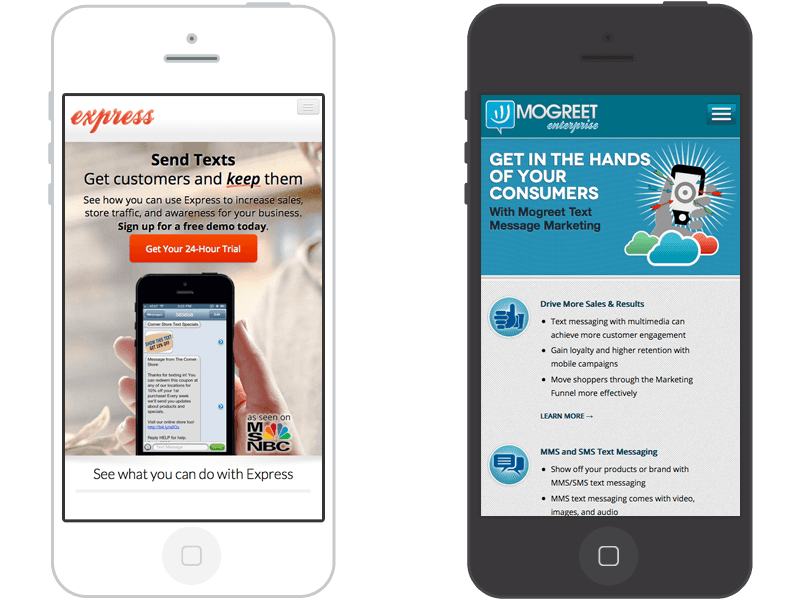 express
Send Texts
Get customers and keep them
See how you can use Express to increase sales,
store traffic, and awareness for your business.
Sign up for a free demo today.
Get Your 24-Hour Trial
Messages
Edit
Corner Store Text Specials
SHOW THIS TEXT
GET 10% OFF
Message from The Corner
Store:
Thanks for texting in! You
can redeem this coupon at
any of our locations for
10% off your 1st
purchase! Every week
we'll send you updates
about products and
specials.
Visit our online store too!
Reply HELP for help.
Text Message
Send
as seen on
MSNBC
See what you can do with Express
MOGREET
enterprise
GET IN THE HANDS
OF YOUR
CONSUMERS
With Mogreet Text
Message Marketing
Drive More Sales & Results
• Text messaging with multimedia can
achieve more customer engagement
• Gain loyalty and higher retention with
mobile campaigns
• Move shoppers through the Marketing
Funnel more effectively
LEARN MORE →
MMS and SMS Text Messaging
• Show off your products or brand with
MMS/SMS text messaging
• MMS text messaging comes with video,
images, and audio